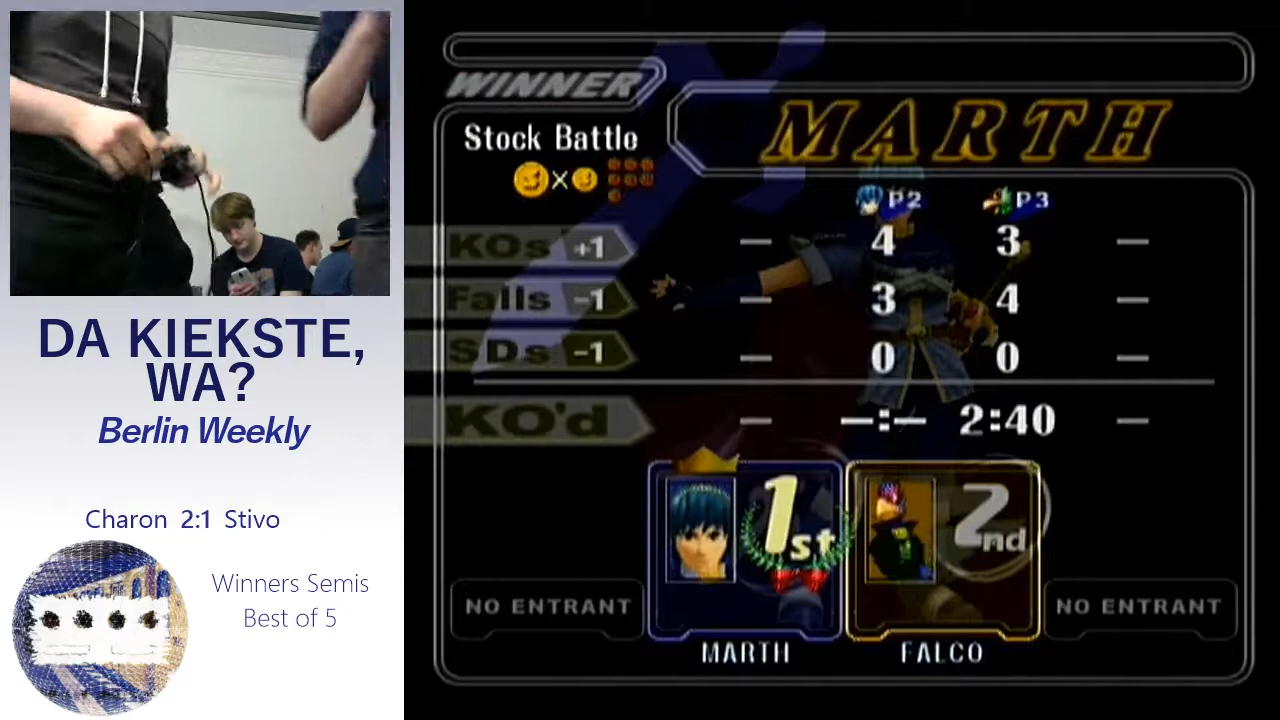 WINNER
MARTH
Stock Battle
×
P2 P3
KOs +1 — 4 3 —
Falls -1 — 3 4 —
SDs -1 — 0 0 —
KO'd — —:— 2:40 —
1st 2nd
NO ENTRANT NO ENTRANT
MARTH FALCO
DA KIEKSTE,
WA?
Berlin Weekly
Charon 2:1 Stivo
Winners Semis
Best of 5